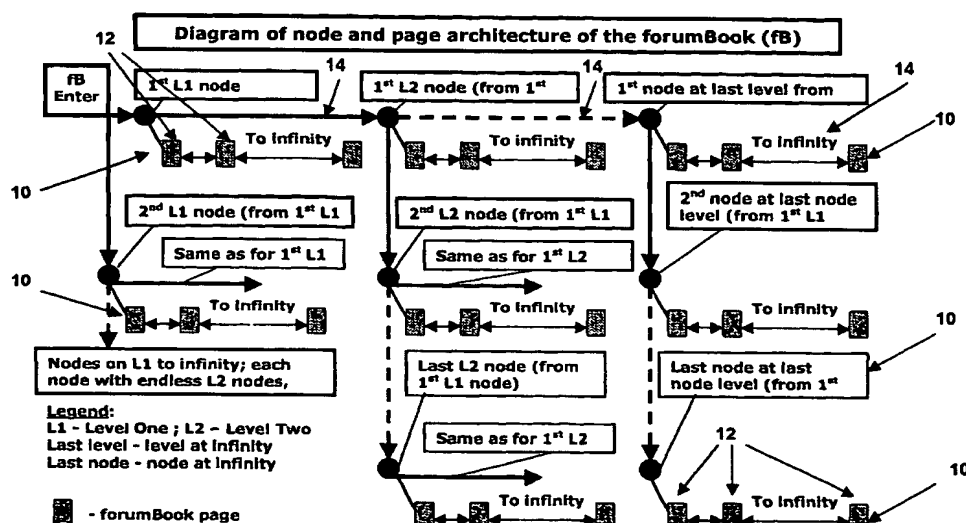 Diagram of node and page architecture of the forumBook (fB)
12
fB
Enter
1st L1 node
14
1st L2 node (from 1st
14
1st node at last level from
14
10
To infinity
To infinity
To infinity
10
2nd L1 node (from 1st L1
2nd L2 node (from 1st L1
2nd node at last node
level (from 1st L1
Same as for 1st L1
Same as for 1st L2
10
To infinity
To infinity
To infinity
10
Nodes on L1 to infinity; each
node with endless L2 nodes,
Last L2 node (from
1st L1 node)
Last node at last
node level (from 1st
Legend:
L1 - Level One ; L2 - Level Two
Last level - level at infinity
Last node - node at infinity
Same as for 1st L2
12
10
To infinity
To infinity
- forumBook page